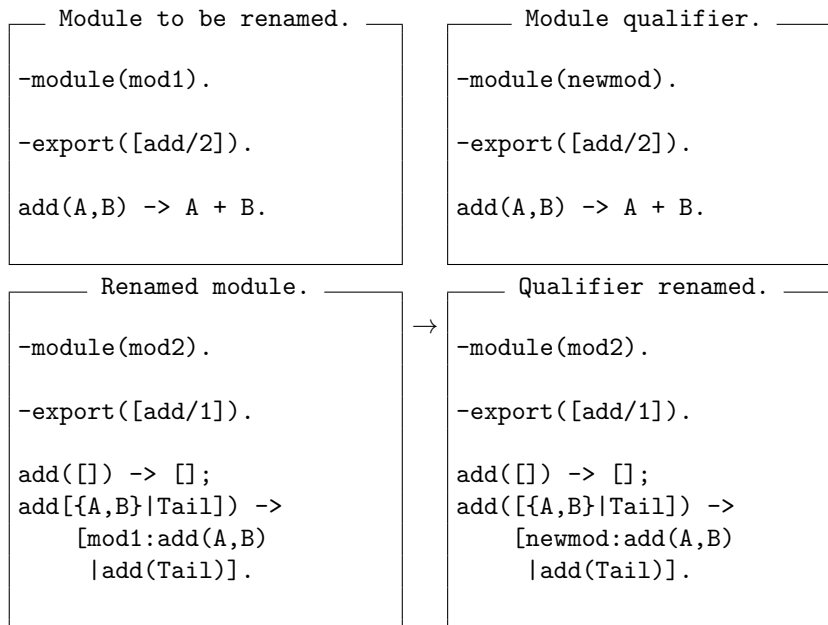 Module to be renamed.
-module(mod1).
-export([add/2]).
add(A,B) -> A + B.
Module qualifier.
-module(newmod).
-export([add/2]).
add(A,B) -> A + B.
Renamed module.
-module(mod2).
-export([add/1]).
add([]) -> [];
add[{A,B}|Tail]) ->
[mod1:add(A,B)
|add(Tail)].
→
Qualifier renamed.
-module(mod2).
-export([add/1]).
add([]) -> [];
add([{A,B}|Tail]) ->
[newmod:add(A,B)
|add(Tail)].